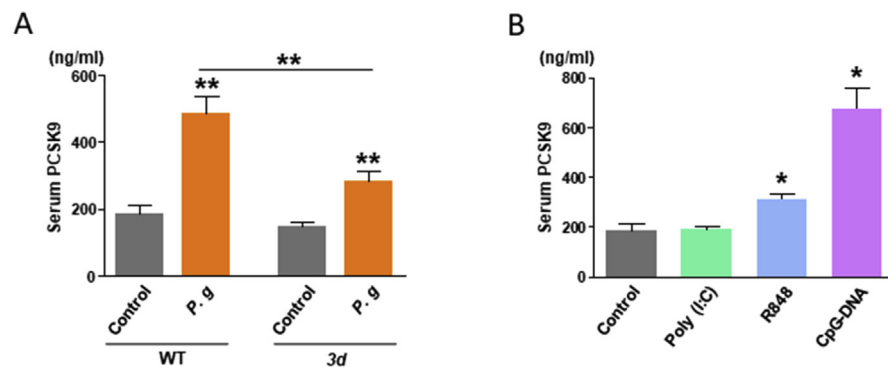 A
(ng/ml)
Serum PCSK9
600
400
200
0
**
**
**
Control
P. g
Control
P. g
WT
3d
B
(ng/ml)
Serum PCSK9
800
600
400
200
0
*
*
Control
Poly (I:C)
R848
CpG-DNA